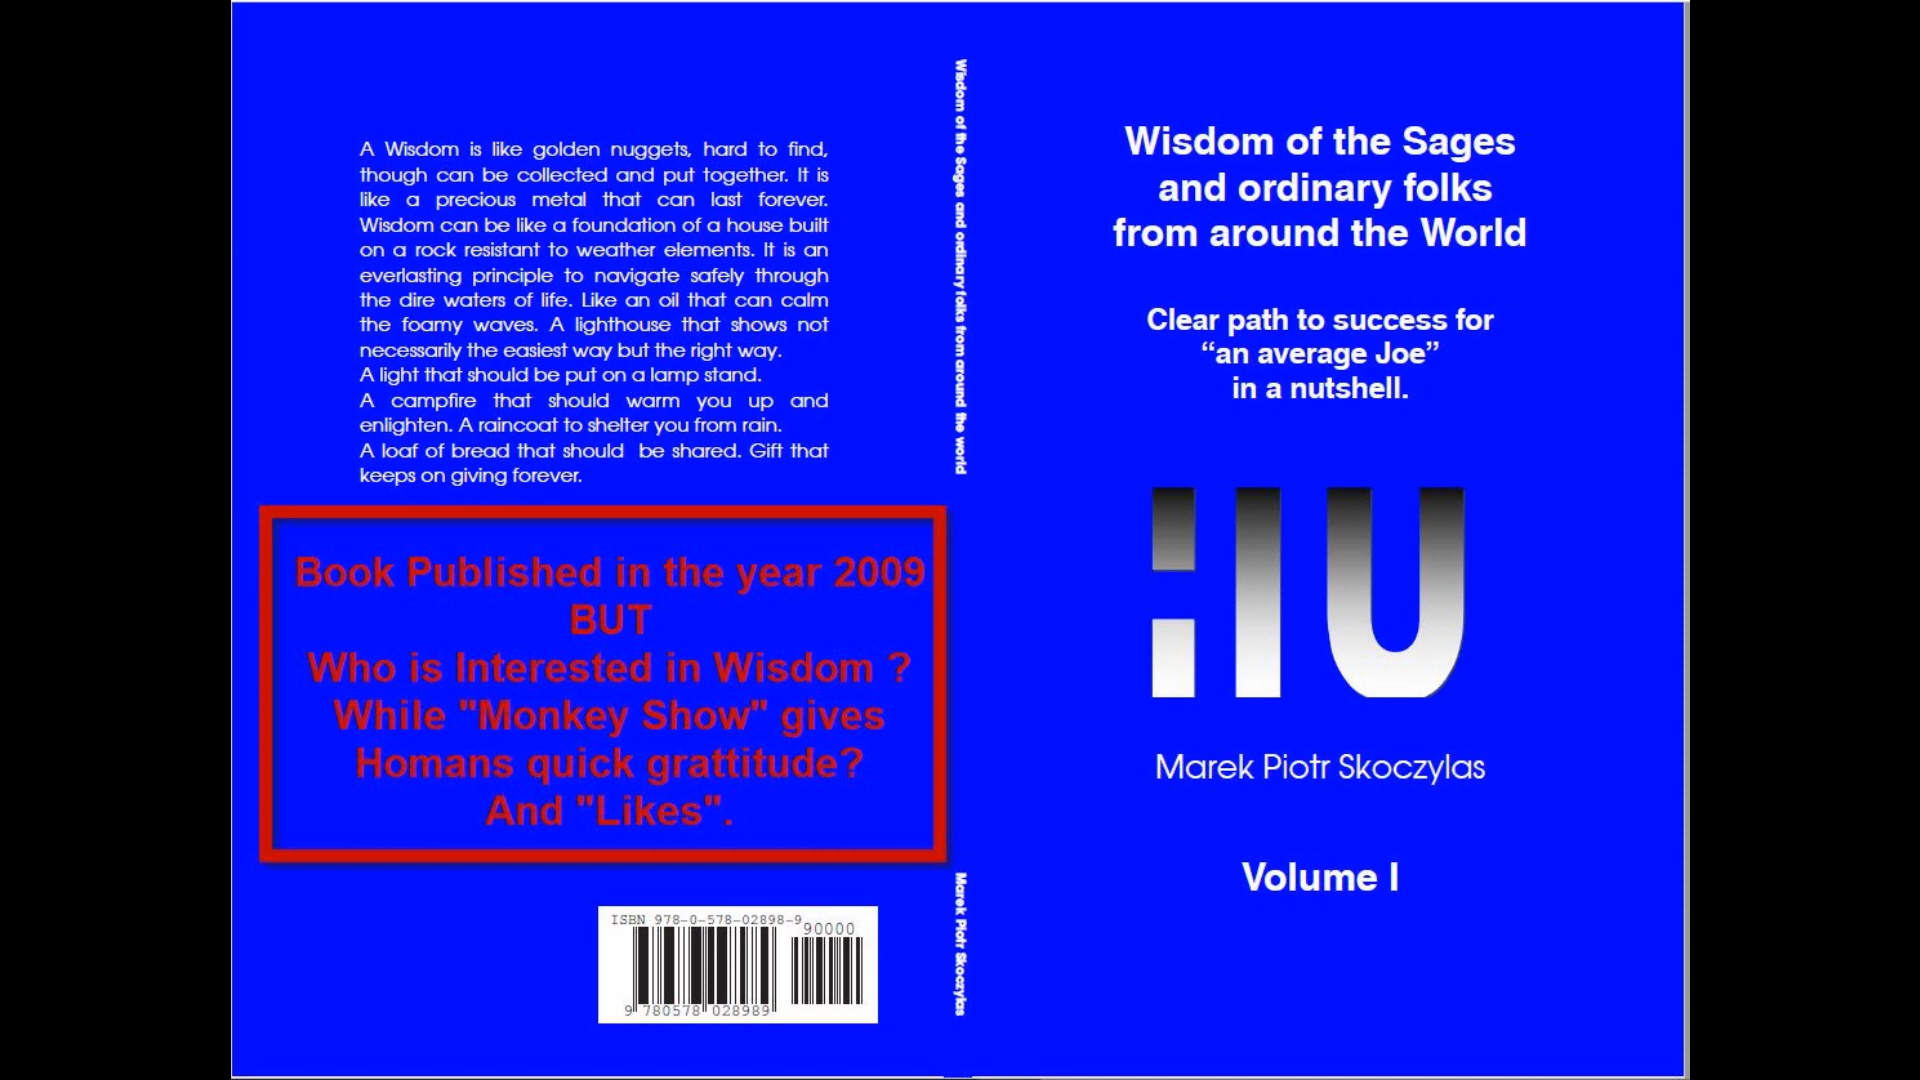 A Wisdom is like golden nuggets, hard to find,
though can be collected and put together. It is
like a precious metal that can last forever.
Wisdom can be like a foundation of a house built
on a rock resistant to weather elements. It is an
everlasting principle to navigate safely through
the dire waters of life. Like an oil that can calm
the foamy waves. A lighthouse that shows not
necessarily the easiest way but the right way.
A light that should be put on a lamp stand.
A campfire that should warm you up and
enlighten. A raincoat to shelter you from rain.
A loaf of bread that should be shared. Gift that
keeps on giving forever.
Book Published in the year 2009
BUT
Who is Interested in Wisdom ?
While "Monkey Show" gives
Homans quick grattitude?
And "Likes".
ISBN 978-0-578-02898-9
90000
9 780578 028989
Wisdom of the Sages and ordinary folks from around the world
Marek Piotr Skoczylas
Wisdom of the Sages
and ordinary folks
from around the World
Clear path to success for
“an average Joe”
in a nutshell.
Marek Piotr Skoczylas
Volume I